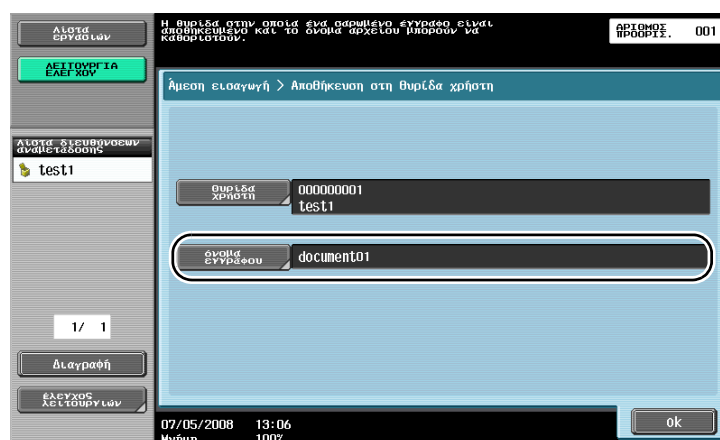 Λίστα
εργασιών
Η θυρίδα στην οποία ένα σαρωμένο έγγραφο είναι
αποθηκευμένο και το όνομα αρχείου μπορούν να
καθοριστούν.
ΑΡΙΘΜΟΣ
ΠΡΟΟΡΙΣ.
001
ΛΕΙΤΟΥΡΓΙΑ
ΕΛΕΓΧΟΥ
Άμεση εισαγωγή > Αποθήκευση στη θυρίδα χρήστη
Λίστα διευθύνσεων
αναμετάδοσης
test1
θυρίδα
χρήστη
000000001
test1
όνομα
εγγράφου
document01
1/ 1
Διαγραφή
έλεγχος
λειτουργιών
ok
07/05/2008 13:06
Μνήμη 100%